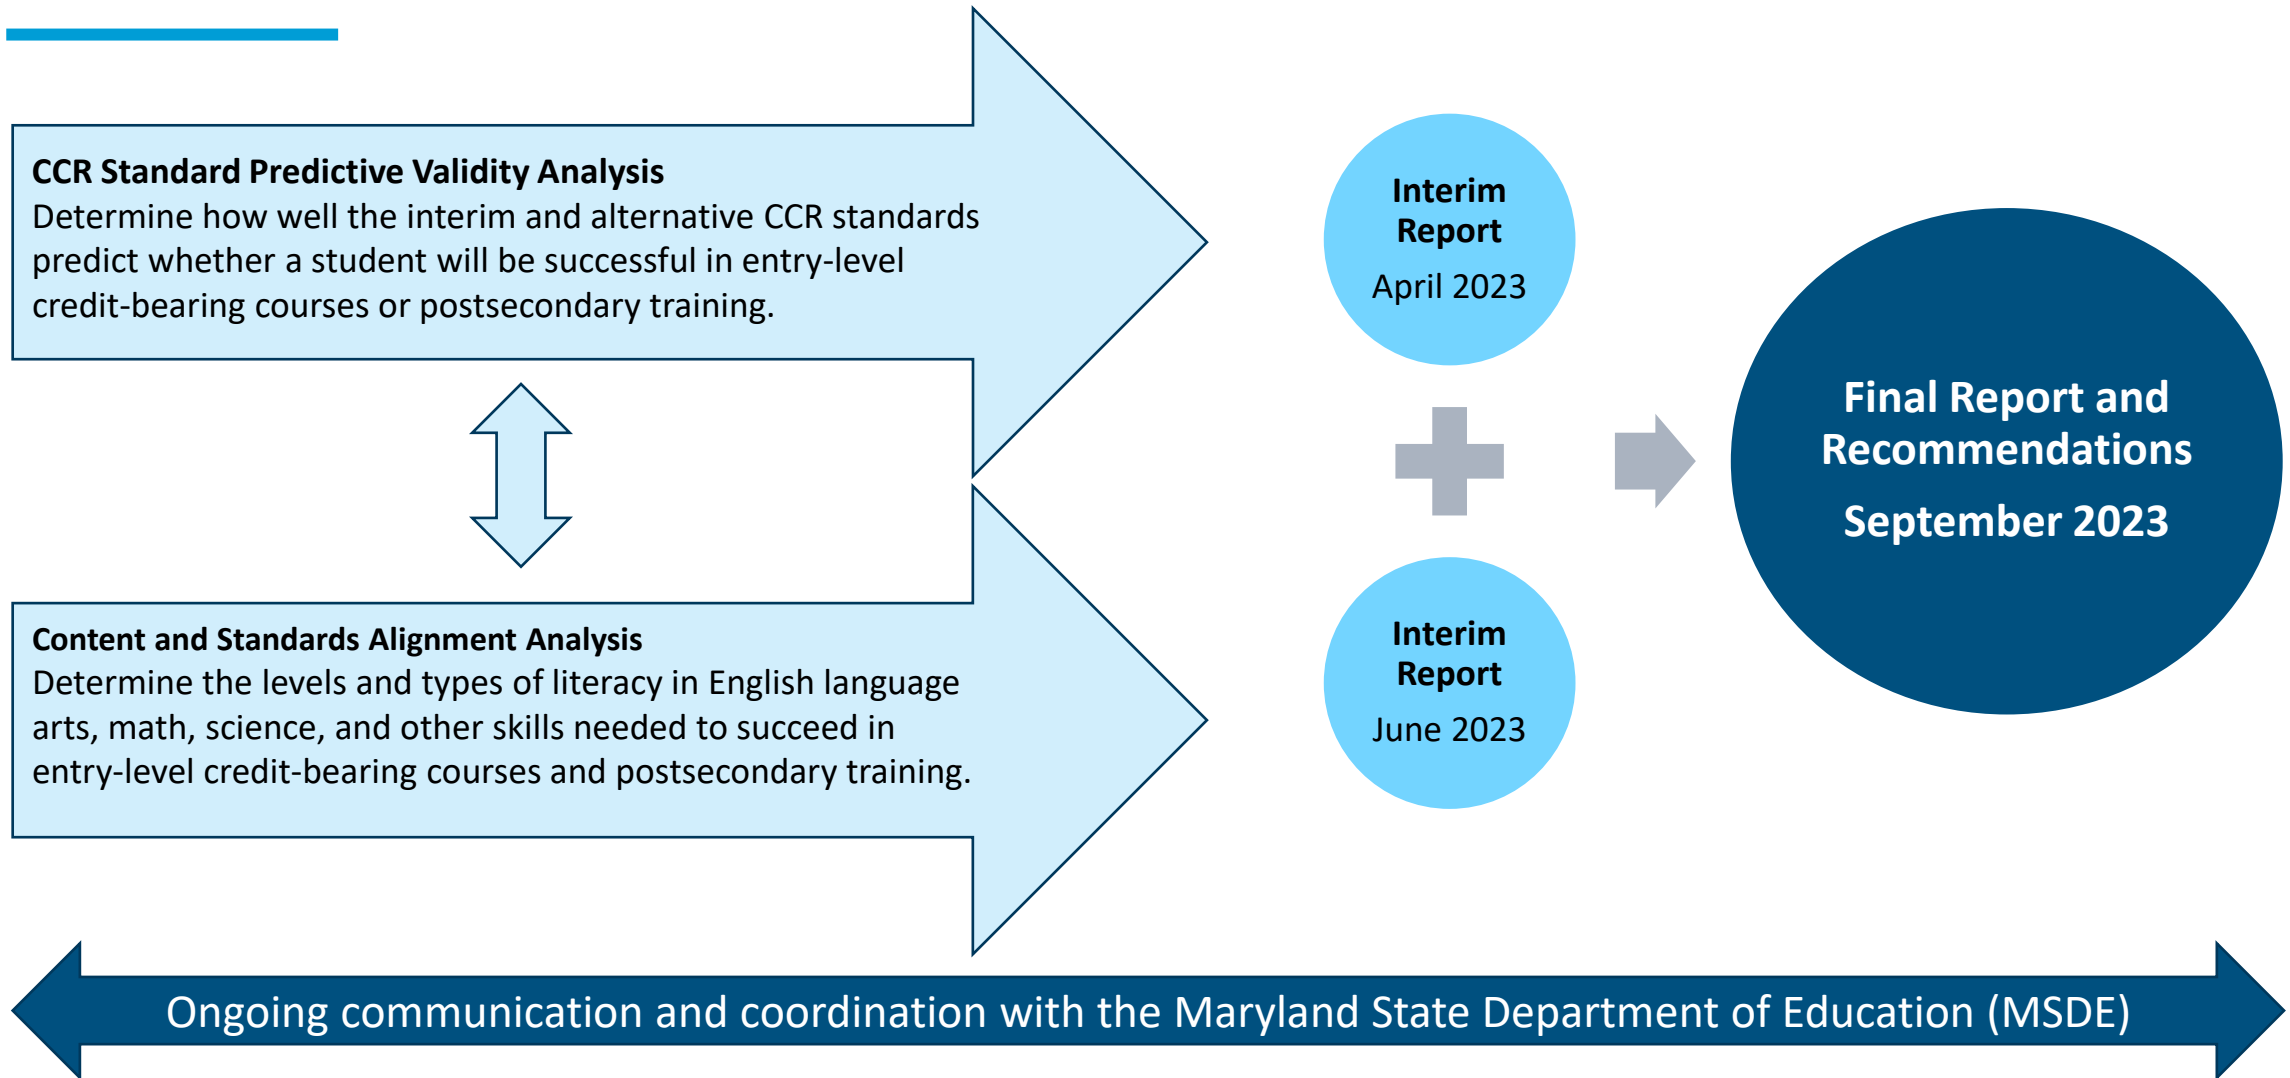 CCR Standard Predictive Validity Analysis
Determine how well the interim and alternative CCR standards
predict whether a student will be successful in entry-level
credit-bearing courses or postsecondary training.
Content and Standards Alignment Analysis
Determine the levels and types of literacy in English language
arts, math, science, and other skills needed to succeed in
entry-level credit-bearing courses and postsecondary training.
Interim
Report
April 2023
Interim
Report
June 2023
Final Report and
Recommendations
September 2023
Ongoing communication and coordination with the Maryland State Department of Education (MSDE)